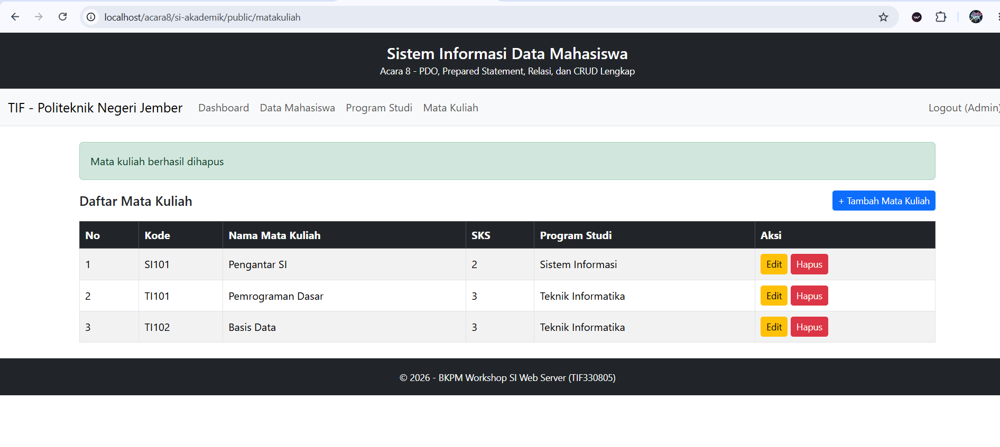 localhost/acara8/si-akademik/public/matakuliah
Sistem Informasi Data Mahasiswa
Acara 8 - PDO, Prepared Statement, Relasi, dan CRUD Lengkap
TIF - Politeknik Negeri Jember Dashboard Data Mahasiswa Program Studi Mata Kuliah Logout (Admin)
Mata kuliah berhasil dihapus
Daftar Mata Kuliah + Tambah Mata Kuliah
No Kode Nama Mata Kuliah SKS Program Studi Aksi
1 SI101 Pengantar SI 2 Sistem Informasi Edit Hapus
2 TI101 Pemrograman Dasar 3 Teknik Informatika Edit Hapus
3 TI102 Basis Data 3 Teknik Informatika Edit Hapus
© 2026 - BKPM Workshop SI Web Server (TIF330805)